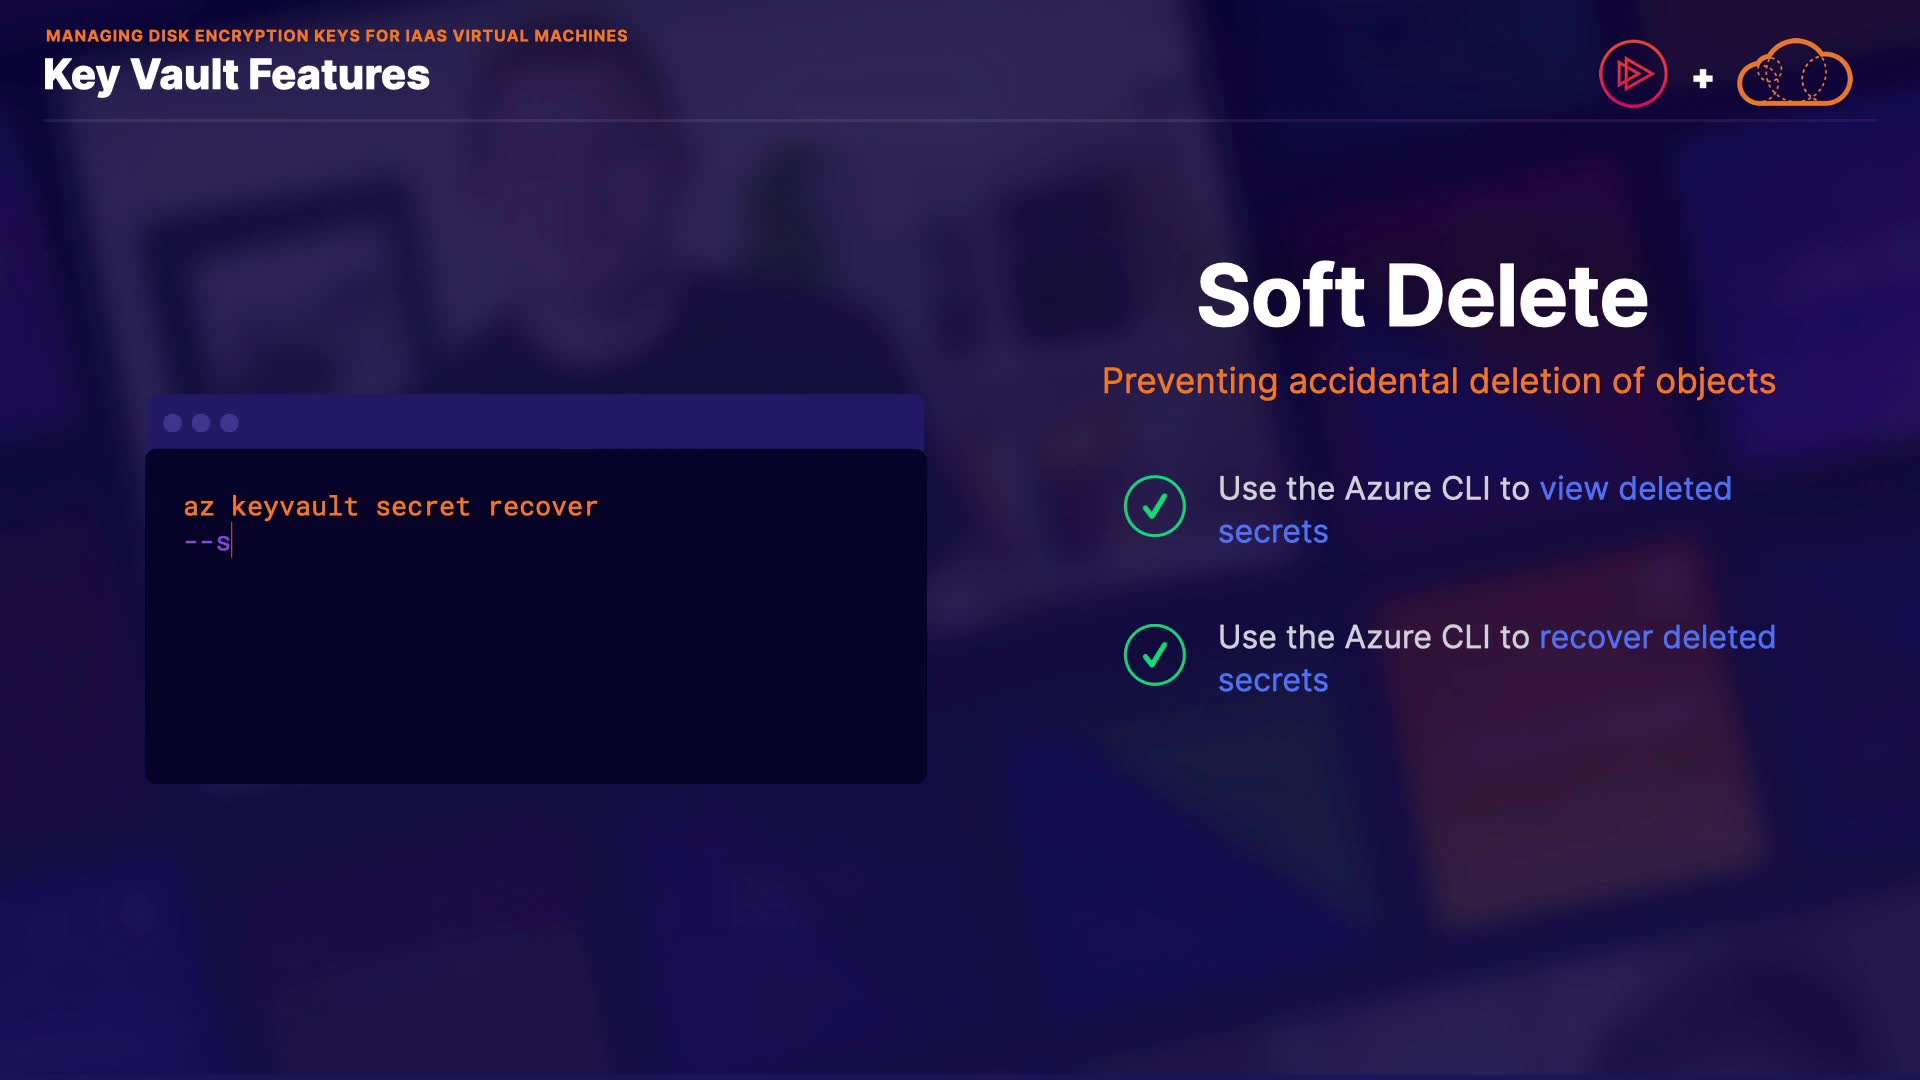 MANAGING DISK ENCRYPTION KEYS FOR IAAS VIRTUAL MACHINES
Key Vault Features
+
Soft Delete
Preventing accidental deletion of objects
az keyvault secret recover
--s
Use the Azure CLI to view deleted
secrets
Use the Azure CLI to recover deleted
secrets